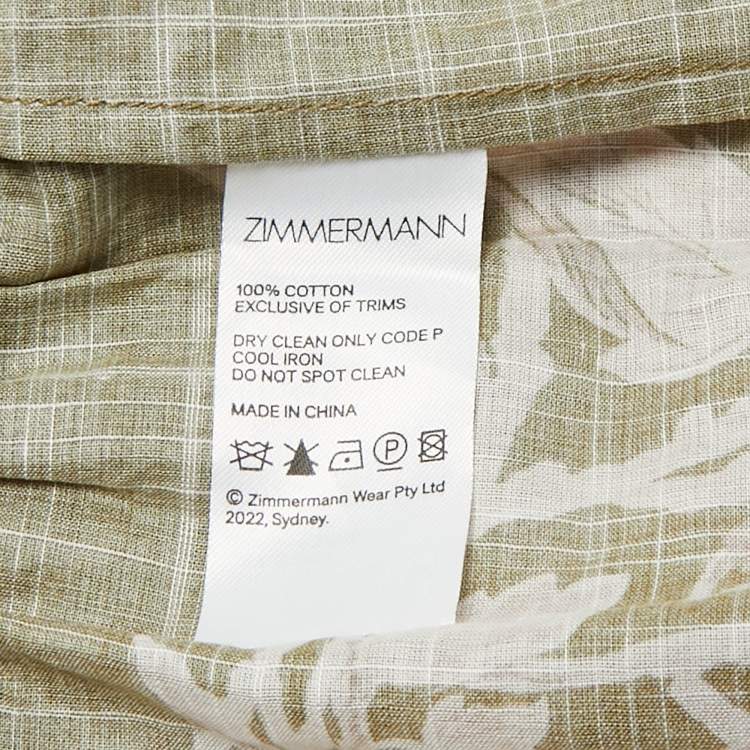 ZIMMERMANN
100% COTTON
EXCLUSIVE OF TRIMS
DRY CLEAN ONLY CODE P
COOL IRON
DO NOT SPOT CLEAN
MADE IN CHINA
P
© Zimmermann Wear Pty Ltd
2022, Sydney.